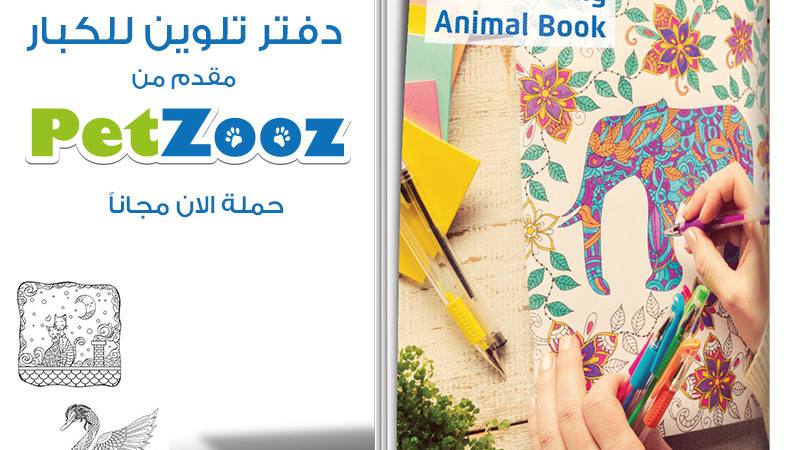 دفتر تلوين للكبار
مقدم من
PetZooz
حملة الان مجاناً
Animal Book